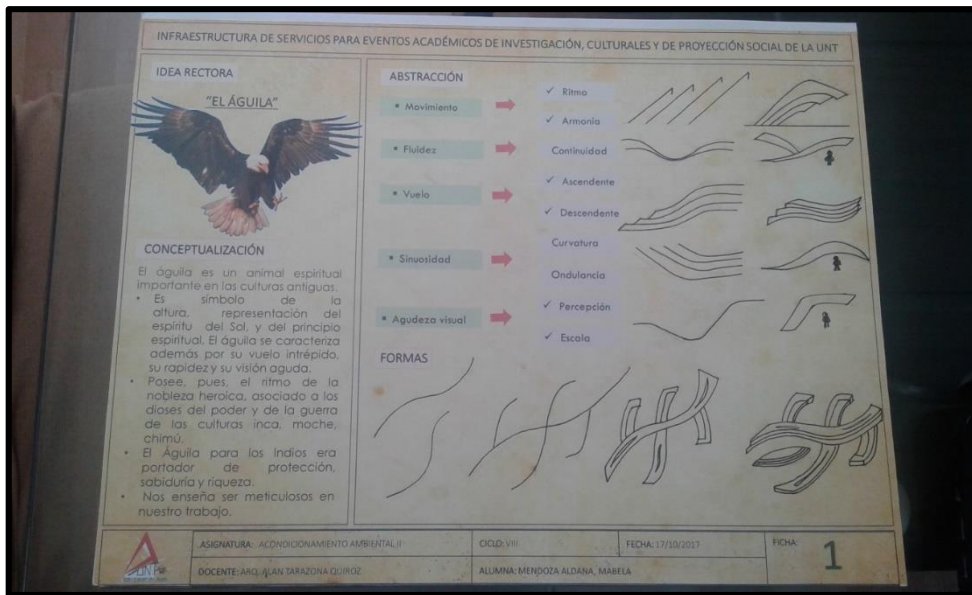 INFRAESTRUCTURA DE SERVICIOS PARA EVENTOS ACADÉMICOS DE INVESTIGACIÓN, CULTURALES Y DE PROYECCIÓN SOCIAL DE LA UNT
IDEA RECTORA
"EL ÁGUILA"
CONCEPTUALIZACIÓN
El águila es un animal espiritual
importante en las culturas antiguas.
• Es símbolo de la
altura, representación del
espíritu del Sol, y del principio
espiritual. El águila se caracteriza
además por su vuelo intrépido,
su rapidez y su visión aguda.
• Posee, pues, el ritmo de la
nobleza heroica, asociado a los
dioses del poder y de la guerra
de las culturas inca, moche,
chimú.
• El Águila para los Indios era
portador de protección,
sabiduría y riqueza.
• Nos enseña ser meticulosos en
nuestro trabajo.
ABSTRACCIÓN
▪ Movimiento
✓ Ritmo
✓ Armonía
▪ Fluidez
Continuidad
▪ Vuelo
✓ Ascendente
✓ Descendente
▪ Sinuosidad
Curvatura
Ondulancia
▪ Agudeza visual
✓ Percepción
✓ Escala
FORMAS
ASIGNATURA: ACONDICIONAMIENTO AMBIENTAL II
CICLO: VIII
FECHA: 17/10/2017
FICHA:
1
DOCENTE: ARQ. ALAN TARAZONA QUIROZ
ALUMNA: MENDOZA ALDANA, MABELA